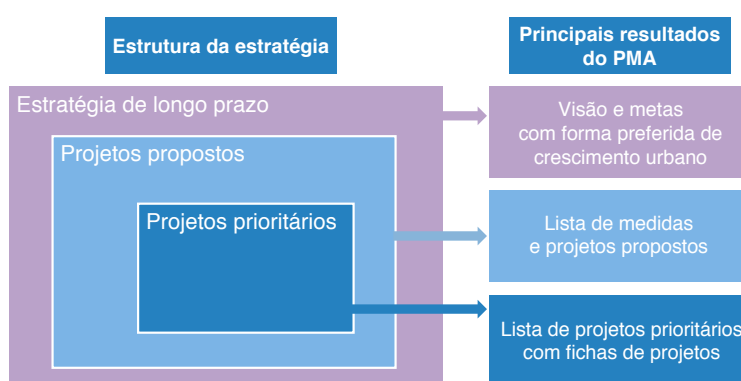 Estrutura da estratégia
Principais resultados
do PMA
Estratégia de longo prazo
Projetos propostos
Projetos prioritários
Visão e metas
com forma preferida de
crescimento urbano
Lista de medidas
e projetos propostos
Lista de projetos prioritários
com fichas de projetos